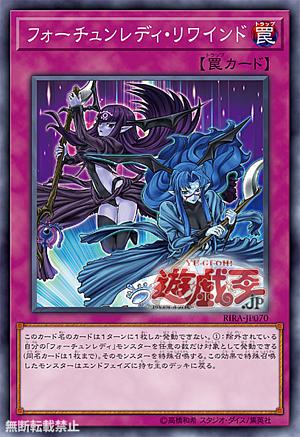 フォーチュンレディ・リワインド
トラップ
罠
【罠カード】
YU-GI-OH!
遊戯王.jp
RIRA-JP070
このカード名のカードは1ターンに1枚しか発動できない。①：除外されている
自分の「フォーチュンレディ」モンスターを任意の数だけ対象として発動できる
(同名カードは1枚まで)。そのモンスターを特殊召喚する。この効果で特殊召喚
したモンスターはエンドフェイズに持ち主のデッキに戻る。
無断転載禁止
©高橋和希 スタジオ・ダイス/集英社